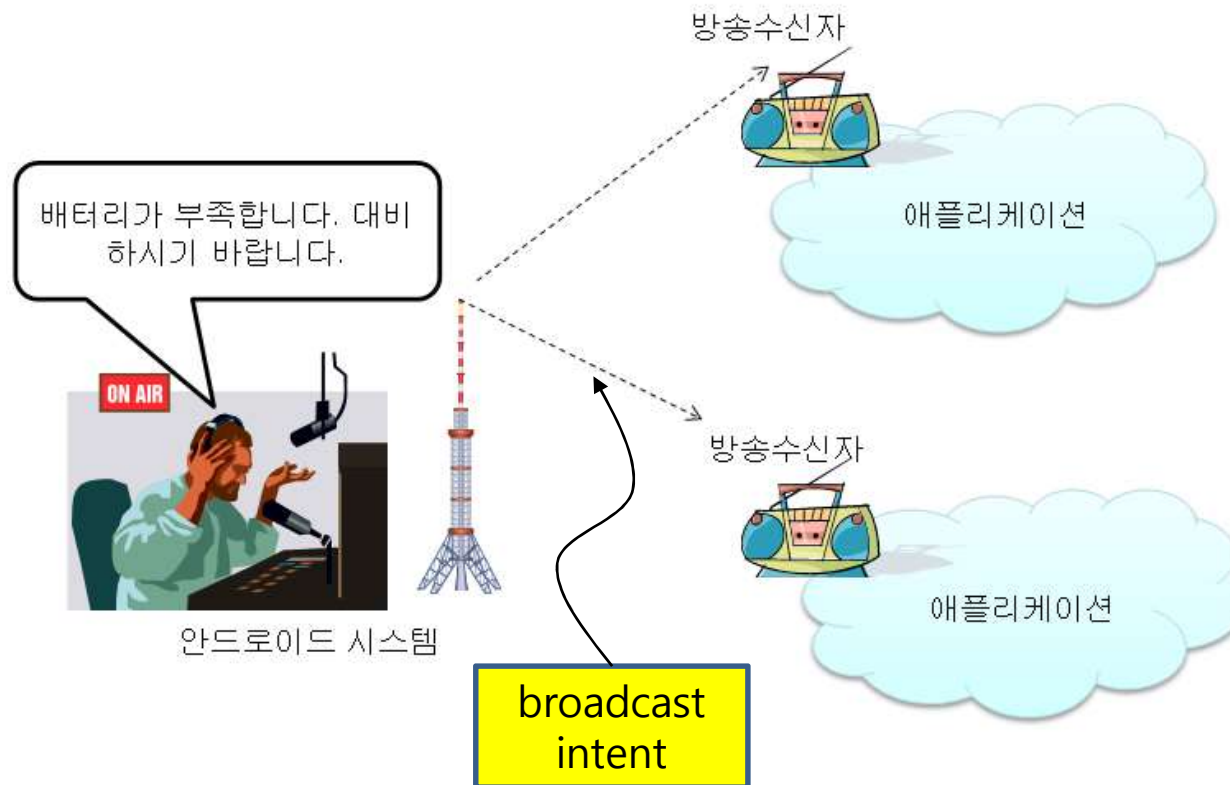 방송수신자
애플리케이션
배터리가 부족합니다. 대비
하시기 바랍니다.
ON AIR
안드로이드 시스템
방송수신자
애플리케이션
broadcast
intent